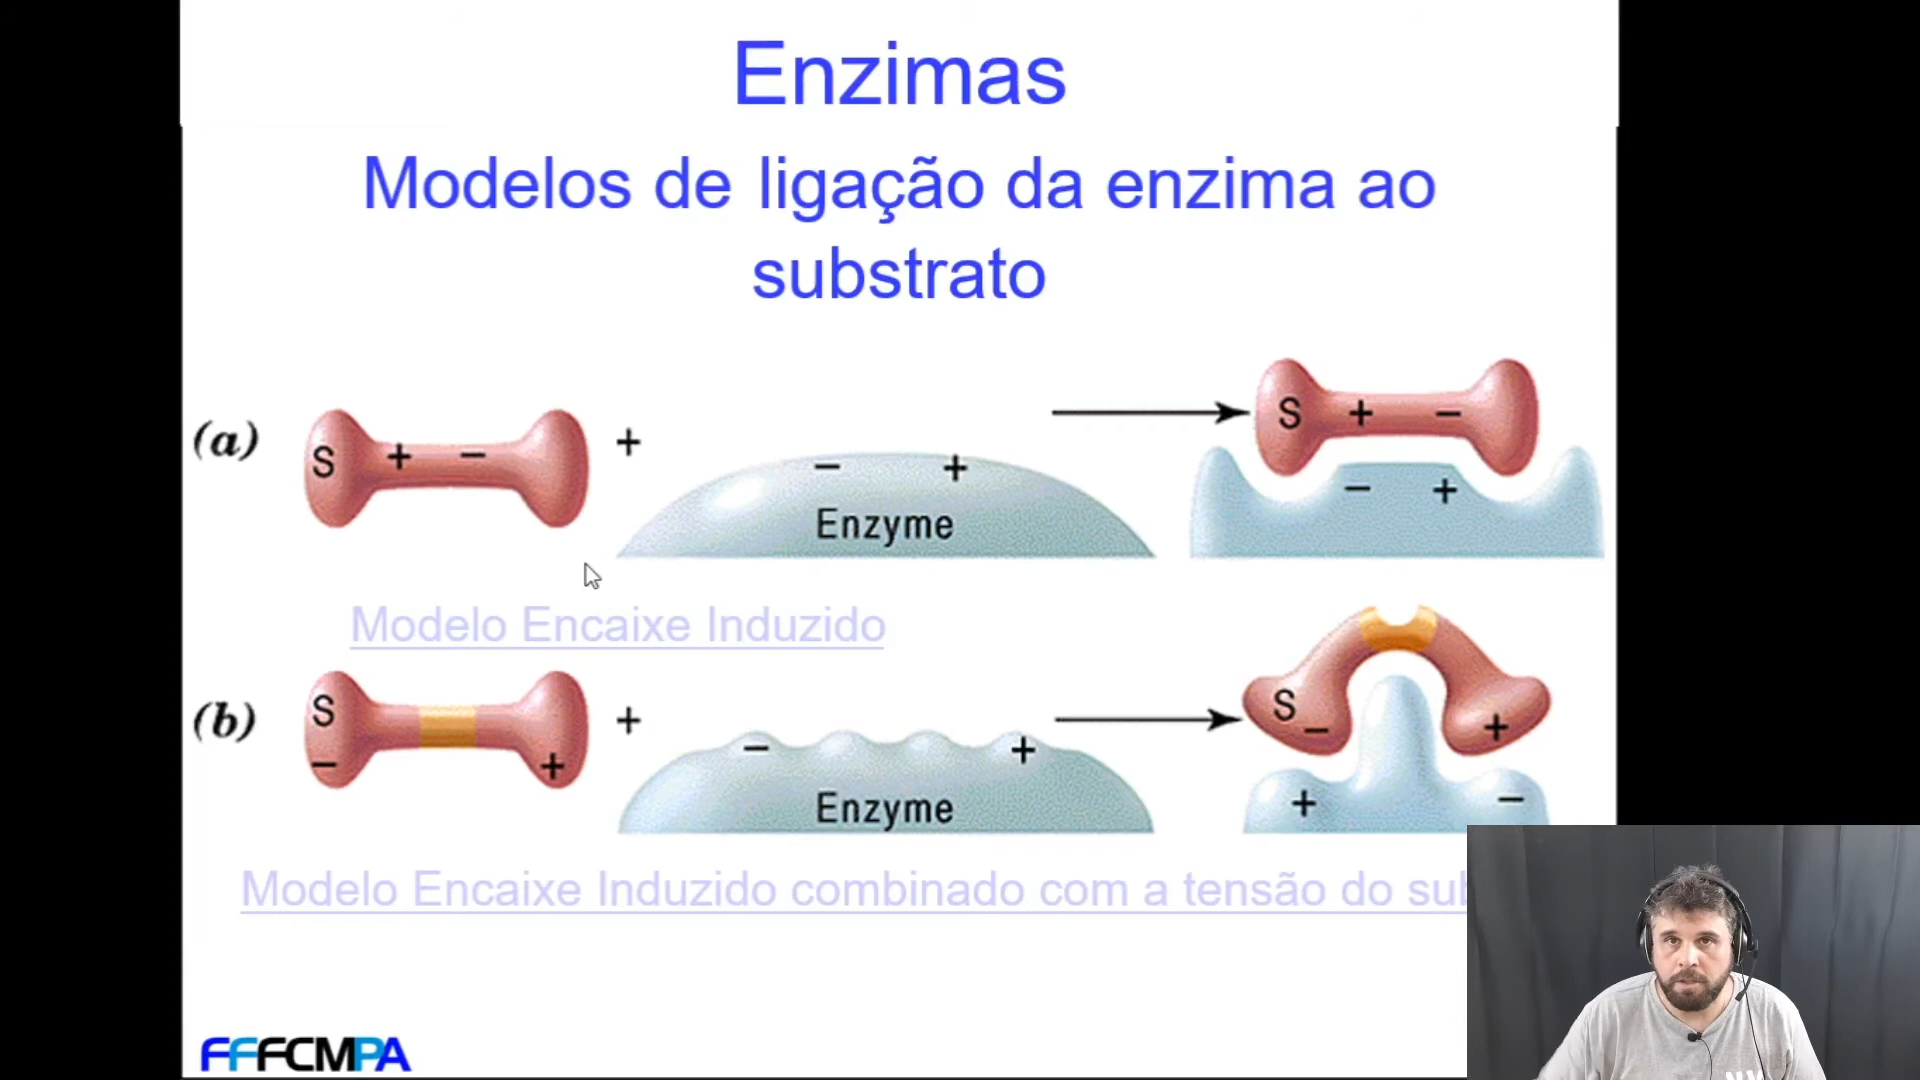 Enzimas
Modelos de ligação da enzima ao
substrato
(a) S + − + − + Enzyme S + − − +
Modelo Encaixe Induzido
(b) S − + + − + Enzyme S − + + −
Modelo Encaixe Induzido combinado com a tensão do
FFFCMPA